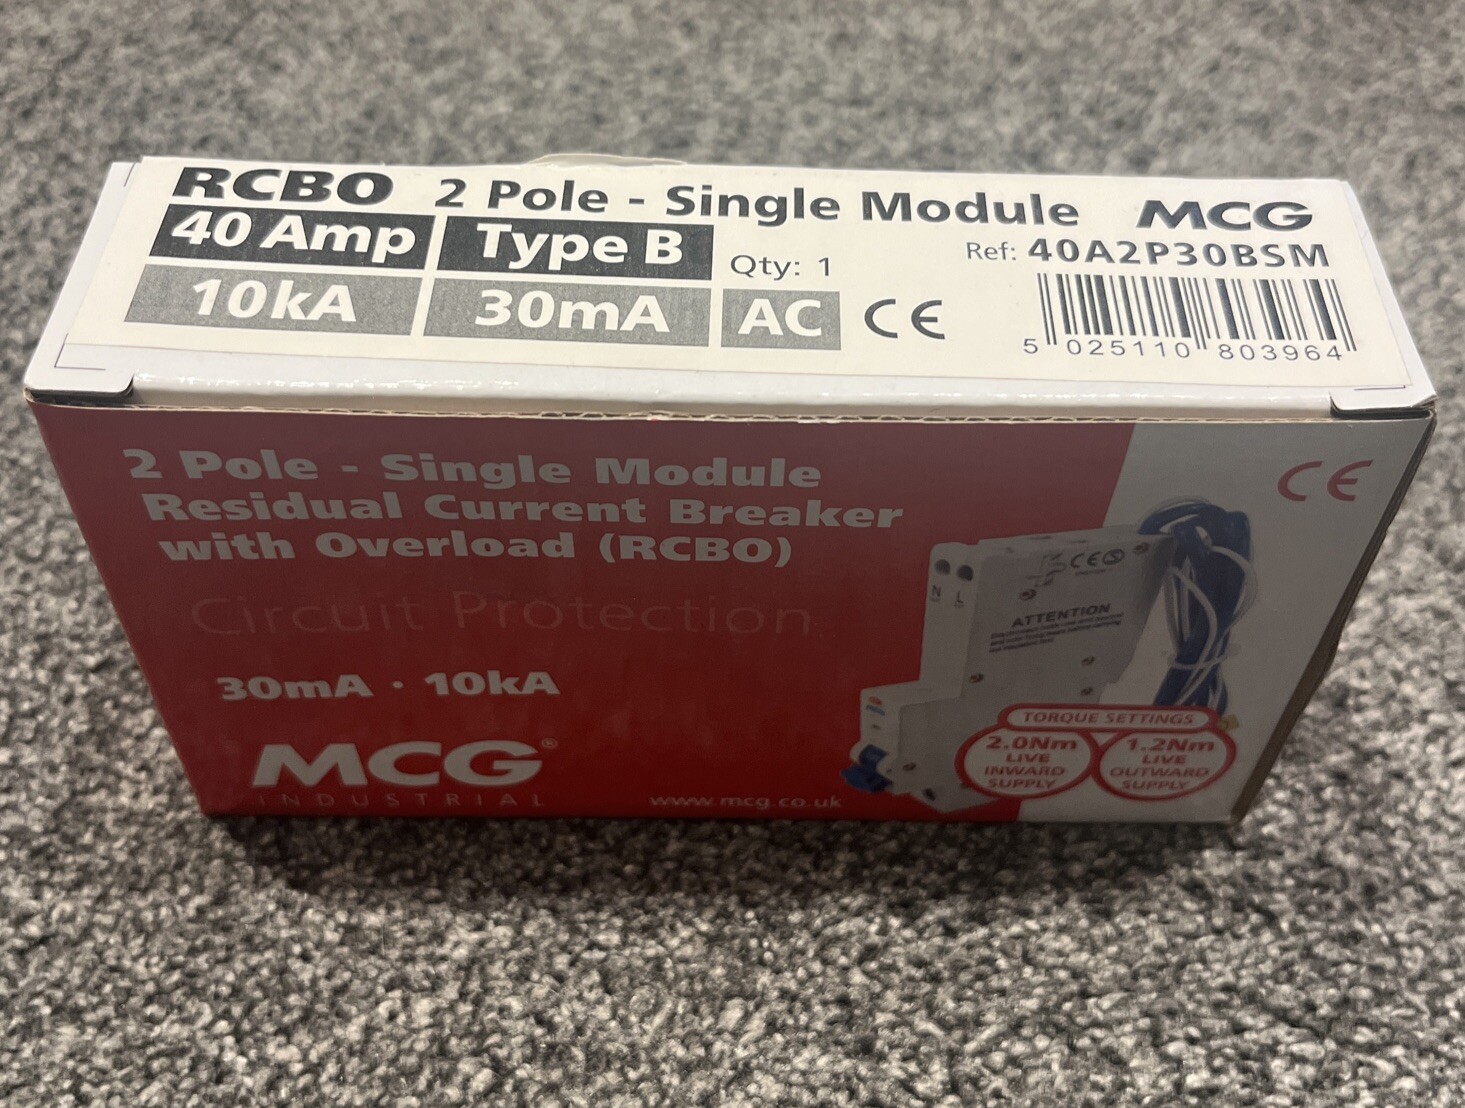 RCBO 2 Pole - Single Module MCG
40 Amp Type B Qty: 1 Ref: 40A2P30BSM
10kA 30mA AC CE
5 025110 803964
2 Pole - Single Module
Residual Current Breaker
with Overload (RCBO)
Circuit Protection
30mA · 10kA
MCG®
INDUSTRIAL
www.mcg.co.uk
CE
CE
N L
ATTENTION
TORQUE SETTINGS
2.0Nm
LIVE
INWARD
SUPPLY
1.2Nm
LIVE
OUTWARD
SUPPLY